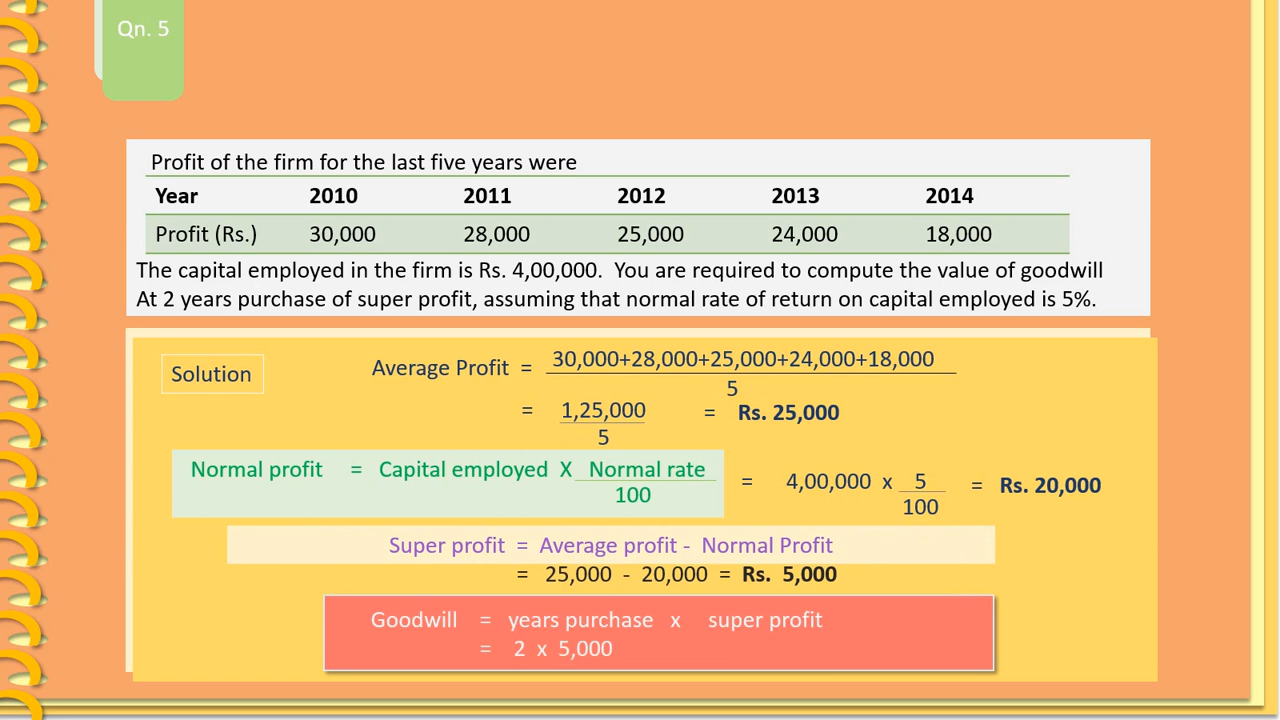 Qn. 5
Profit of the firm for the last five years were
Year 2010 2011 2012 2013 2014
Profit (Rs.) 30,000 28,000 25,000 24,000 18,000
The capital employed in the firm is Rs. 4,00,000. You are required to compute the value of goodwill
At 2 years purchase of super profit, assuming that normal rate of return on capital employed is 5%.
Solution
Average Profit = 30,000+28,000+25,000+24,000+18,000
5
= 1,25,000 = Rs. 25,000
5
Normal profit = Capital employed X Normal rate
100
= 4,00,000 x 5 = Rs. 20,000
100
Super profit = Average profit - Normal Profit
= 25,000 - 20,000 = Rs. 5,000
Goodwill = years purchase x super profit
= 2 x 5,000